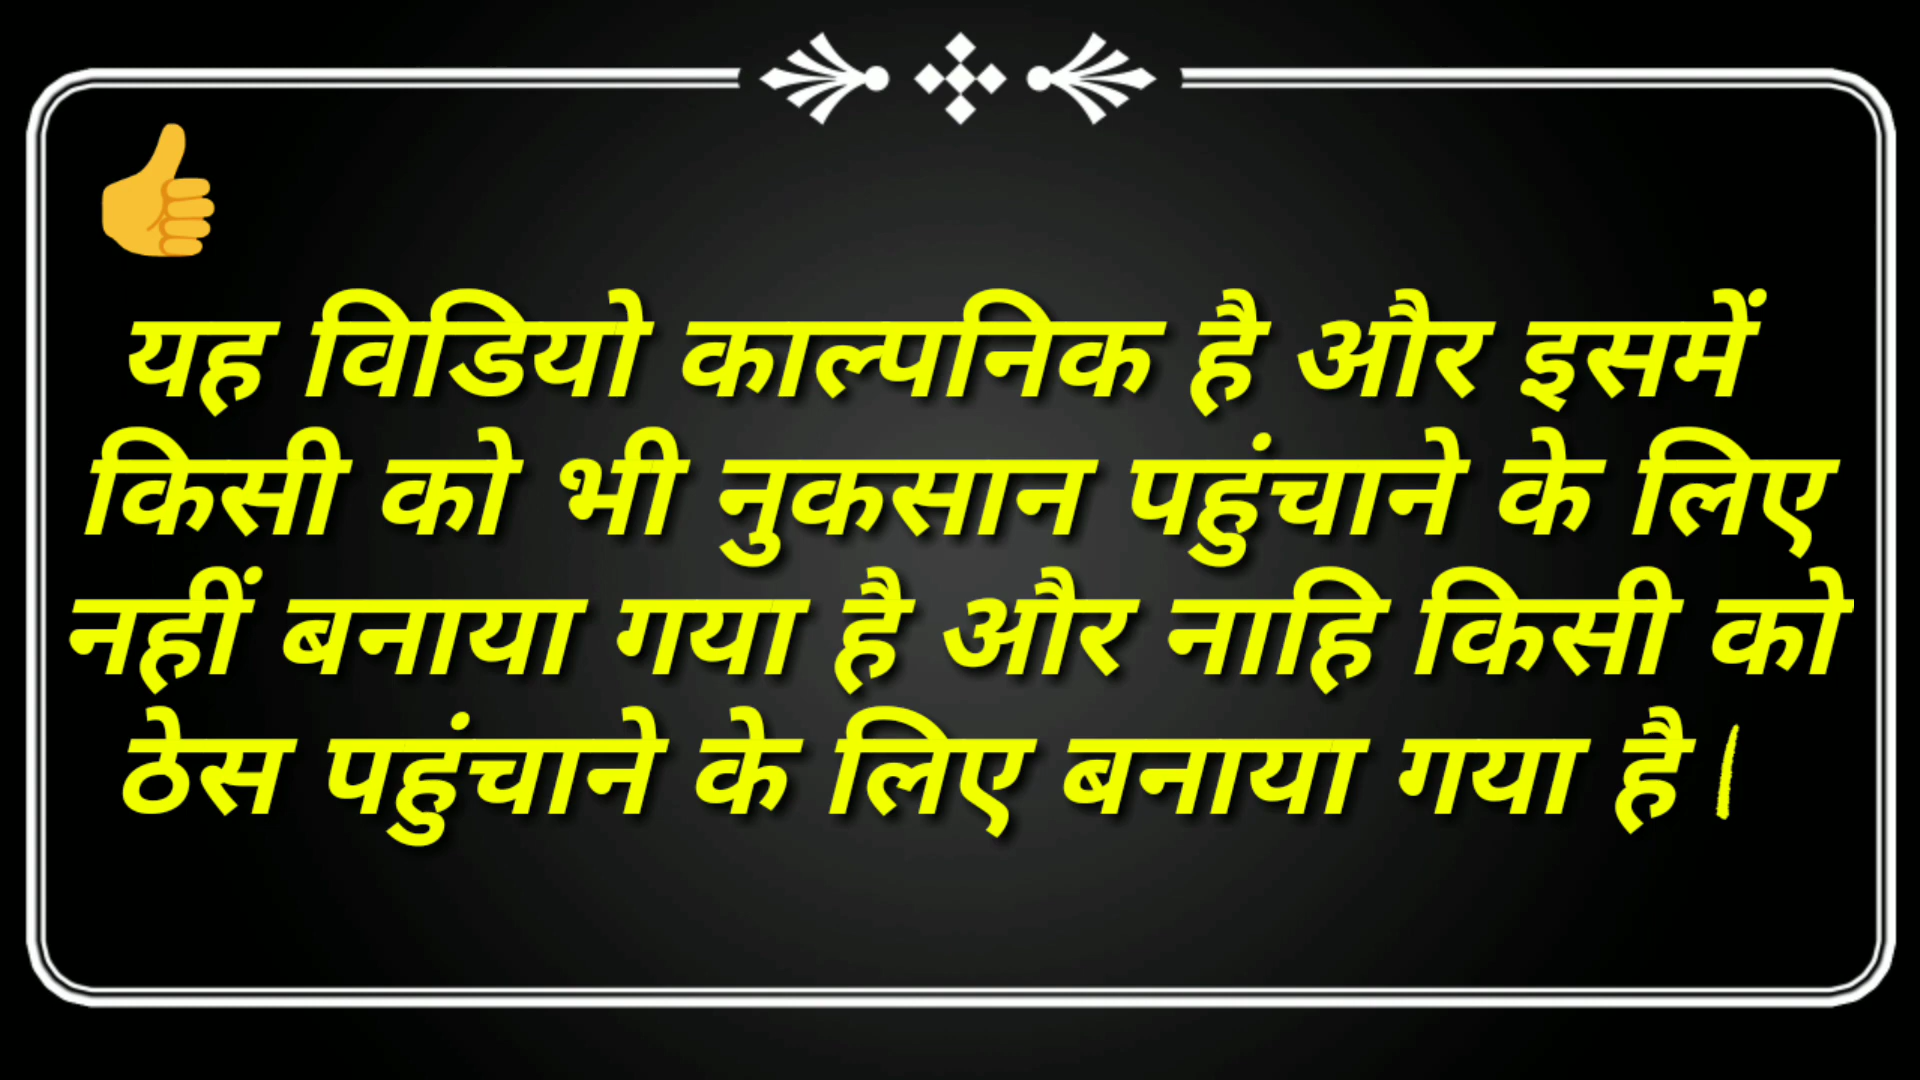 यह विडियो काल्पनिक है और इसमें
किसी को भी नुकसान पहुंचाने के लिए
नहीं बनाया गया है और नाहि किसी को
ठेस पहुंचाने के लिए बनाया गया है।